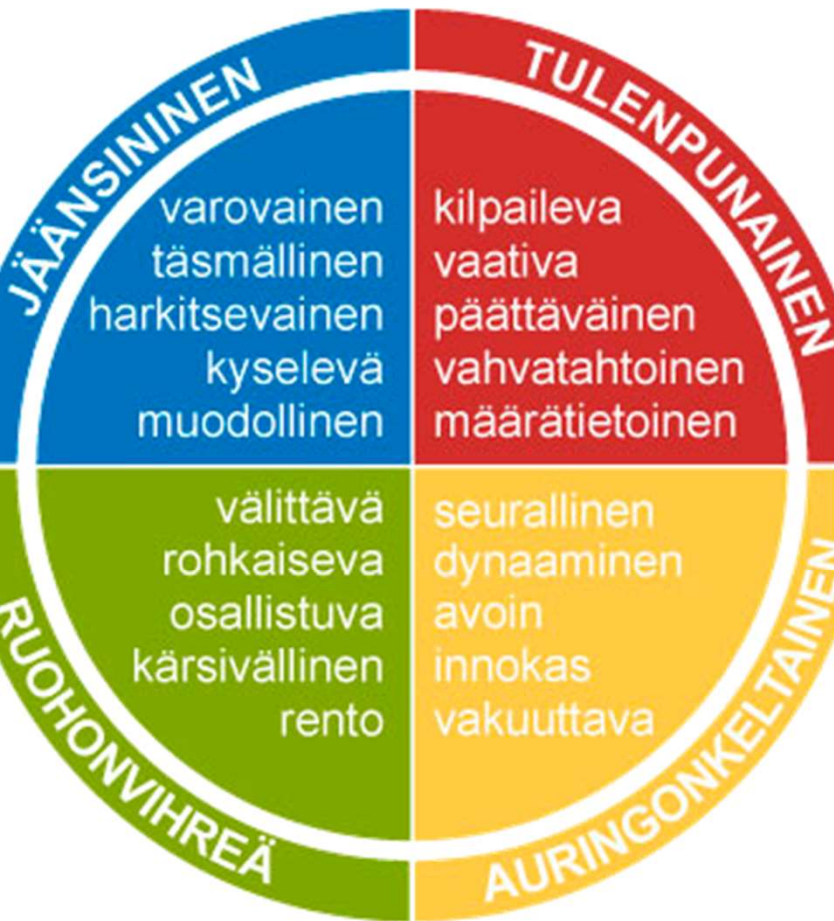 JÄÄNSININEN
varovainen
täsmällinen
harkitsevainen
kyselevä
muodollinen
TULENPUNAINEN
kilpaileva
vaativa
päättäväinen
vahvatahtoinen
määrätietoinen
RUOHONVIHREÄ
välittävä
rohkaiseva
osallistuva
kärsivällinen
rento
AURINGONKELTAINEN
seurallinen
dynaaminen
avoin
innokas
vakuuttava